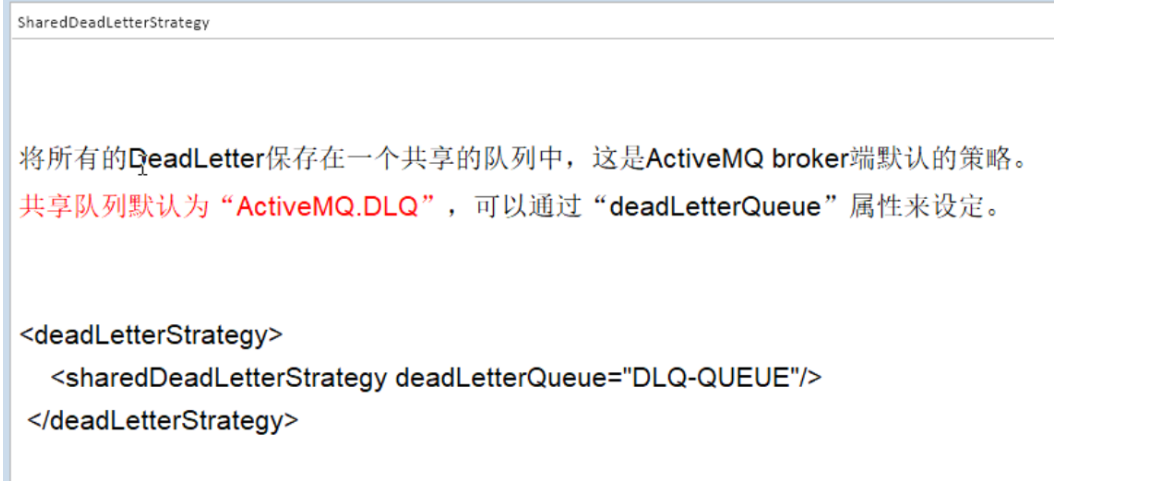 SharedDeadLetterStrategy
将所有的DeadLetter保存在一个共享的队列中，这是ActiveMQ broker端默认的策略。
共享队列默认为“ActiveMQ.DLQ”，可以通过“deadLetterQueue”属性来设定。
<deadLetterStrategy>
<sharedDeadLetterStrategy deadLetterQueue="DLQ-QUEUE"/>
</deadLetterStrategy>